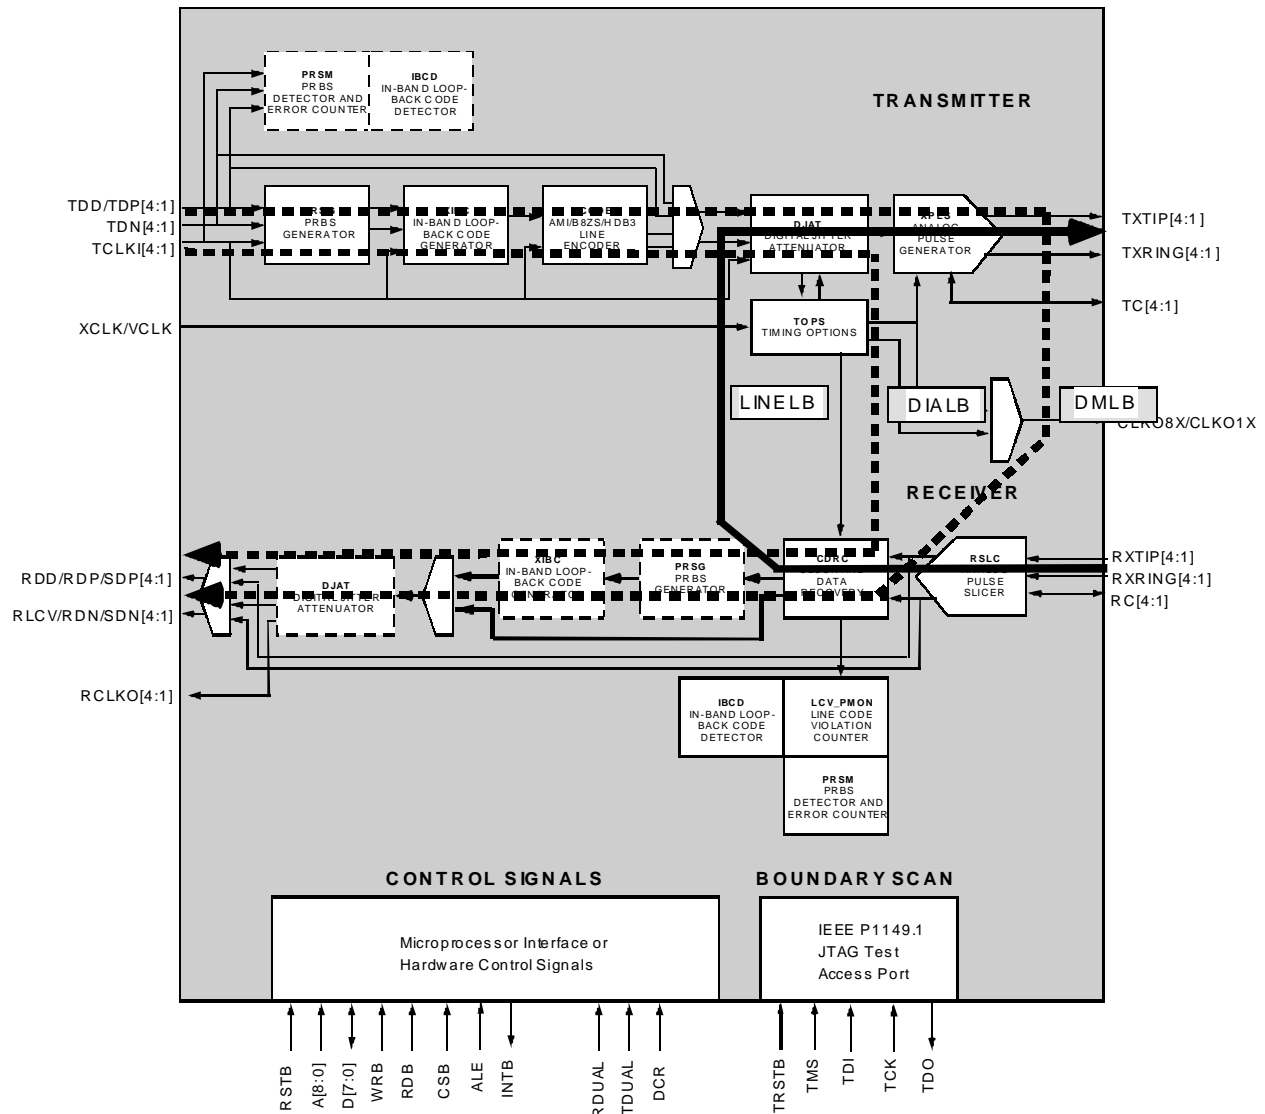 PRSM
PRBS
DETECTOR AND
ERROR COUNTER
IBCD
IN-BAND LOOP-
BACK CODE
DETECTOR
TRANSMITTER
TDD/TDP[4:1]
TDN[4:1]
TCLKI[4:1]
PRBS
GENERATOR
IN-BAND LOOP-
BACK CODE
GENERATOR
AMI/B8ZS/HDB3
LINE
ENCODER
DJAT
DIGITAL JITTER
ATTENUATOR
XPLS
ANALOG
PULSE
GENERATOR
TXTIP[4:1]
TXRING[4:1]
TC[4:1]
XCLK/VCLK
TOPS
TIMING OPTIONS
LINELB
DIALB
DMLB
CLKO8X/CLKO1X
RECEIVER
RDD/RDP/SDP[4:1]
RLCV/RDN/SDN[4:1]
RCLKO[4:1]
DJAT
DIGITAL JITTER
ATTENUATOR
XIBC
IN-BAND LOOP-
BACK CODE
GENERATOR
PRSG
PRBS
GENERATOR
CDRC
DATA
RECOVERY
RSLC
PULSE
SLICER
RXTIP[4:1]
RXRING[4:1]
RC[4:1]
IBCD
IN-BAND LOOP-
BACK CODE
DETECTOR
LCV_PMON
LINE CODE
VIOLATION
COUNTER
PRSM
PRBS
DETECTOR AND
ERROR COUNTER
CONTROL SIGNALS
Microprocessor Interface or
Hardware Control Signals
BOUNDARY SCAN
IEEE P1149.1
JTAG Test
Access Port
RSTB
A[8:0]
D[7:0]
WRB
RDB
CSB
ALE
INTB
RDUAL
TDUAL
DCR
TRSTB
TMS
TDI
TCK
TDO